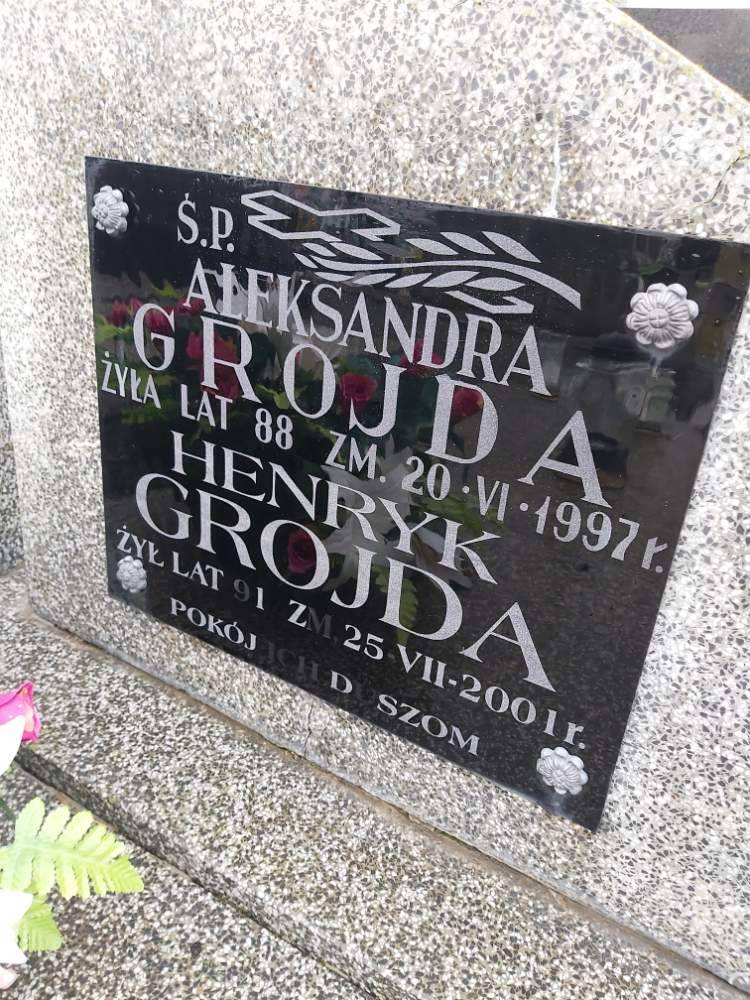 Ś.P.
ALEKSANDRA
GROJDA
ŻYŁA LAT 88 ZM. 20·VI·1997r.
HENRYK
GROJDA
ŻYŁ LAT 91 ZM, 25-VII-2001r.
POKÓJ ICH DUSZOM